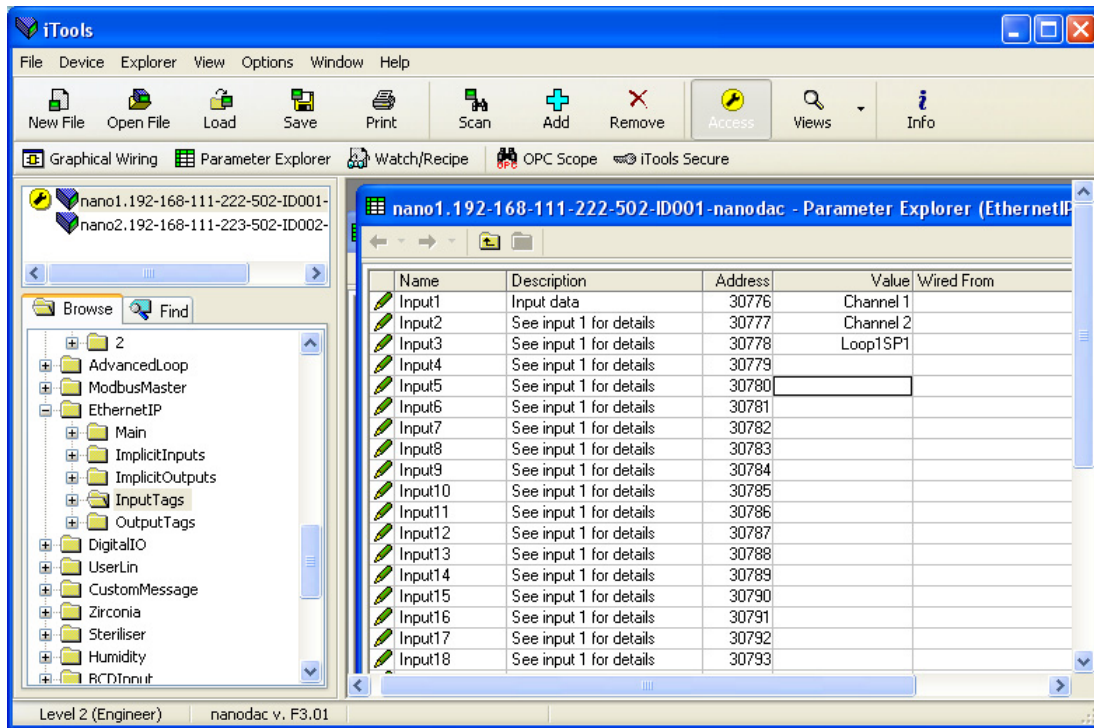 iTools
File Device Explorer View Options Window Help
New File Open File Load Save Print Scan Add Remove Access Views Info
Graphical Wiring Parameter Explorer Watch/Recipe OPC Scope iTools Secure
nano1.192-168-111-222-502-ID001-
nano2.192-168-111-223-502-ID002-
Browse Find
2
AdvancedLoop
ModbusMaster
EthernetIP
Main
ImplicitInputs
ImplicitOutputs
InputTags
OutputTags
DigitalIO
UserLin
CustomMessage
Zirconia
Steriliser
Humidity
BCDInput
nano1.192-168-111-222-502-ID001-nanodac - Parameter Explorer (EthernetIP
Name Description Address Value Wired From
Input1 Input data 30776 Channel 1
Input2 See input 1 for details 30777 Channel 2
Input3 See input 1 for details 30778 Loop1SP1
Input4 See input 1 for details 30779
Input5 See input 1 for details 30780
Input6 See input 1 for details 30781
Input7 See input 1 for details 30782
Input8 See input 1 for details 30783
Input9 See input 1 for details 30784
Input10 See input 1 for details 30785
Input11 See input 1 for details 30786
Input12 See input 1 for details 30787
Input13 See input 1 for details 30788
Input14 See input 1 for details 30789
Input15 See input 1 for details 30790
Input16 See input 1 for details 30791
Input17 See input 1 for details 30792
Input18 See input 1 for details 30793
Level 2 (Engineer) nanodac v. F3.01